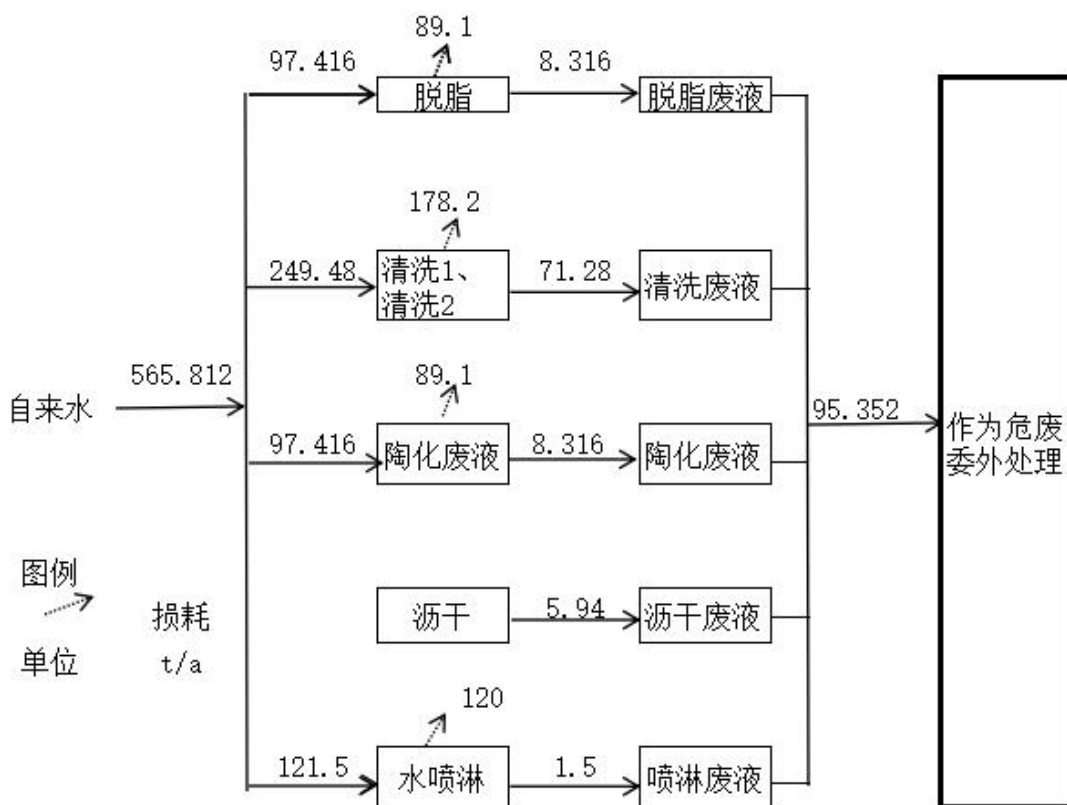 89.1
97.416
脱脂
8.316
脱脂废液
178.2
249.48
清洗1、
清洗2
71.28
清洗废液
自来水
565.812
89.1
97.416
陶化废液
8.316
陶化废液
95.352
作为危废
委外处理
图例
损耗
单位
t/a
沥干
5.94
沥干废液
120
121.5
水喷淋
1.5
喷淋废液